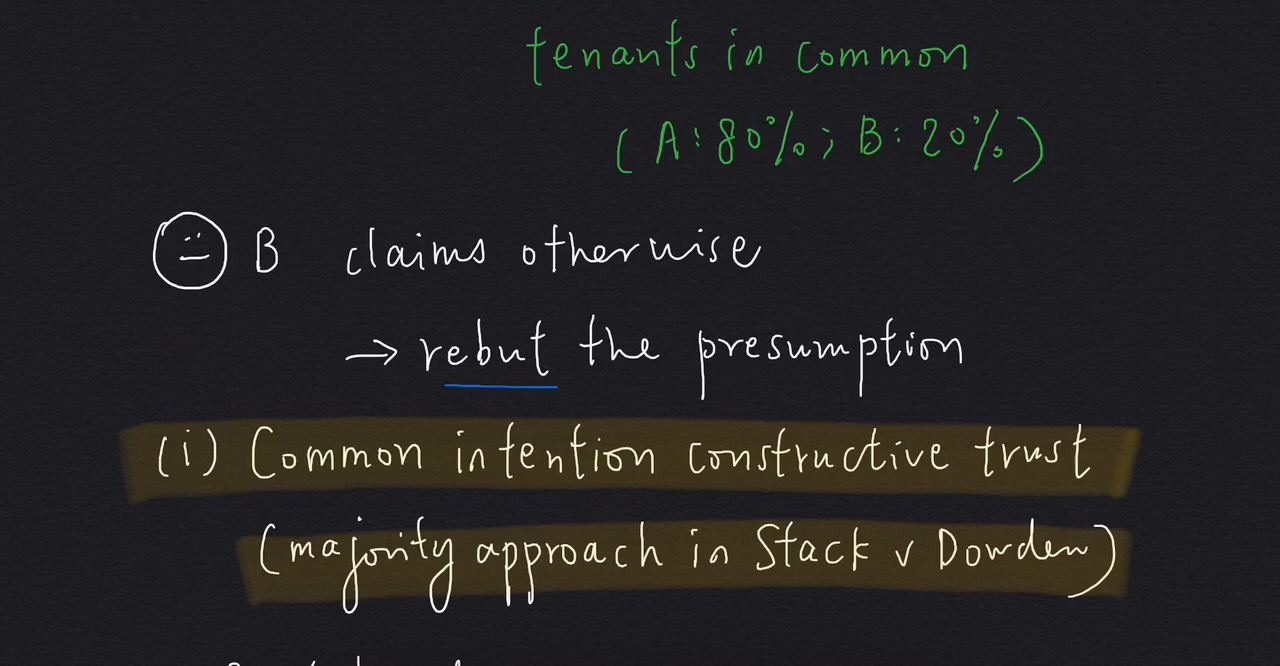 tenants in common
(A: 80%; B: 20%)
B claims otherwise
→ rebut the presumption
(i) Common intention constructive trust
(majority approach in Stack v Dowden)